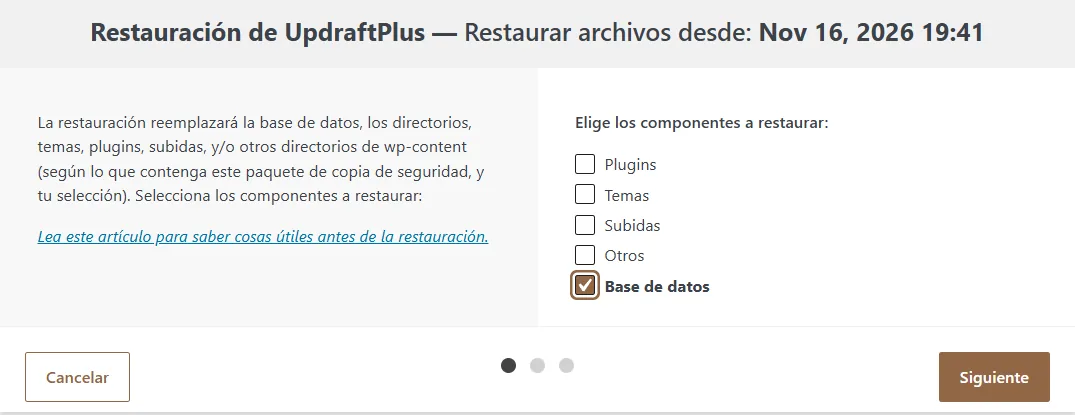 Restauración de UpdraftPlus — Restaurar archivos desde: Nov 16, 2026 19:41
La restauración reemplazará la base de datos, los directorios,
temas, plugins, subidas, y/o otros directorios de wp-content
(según lo que contenga este paquete de copia de seguridad, y
tu selección). Selecciona los componentes a restaurar:
Lea este artículo para saber cosas útiles antes de la restauración.
Elige los componentes a restaurar:
Plugins
Temas
Subidas
Otros
Base de datos
Cancelar
Siguiente